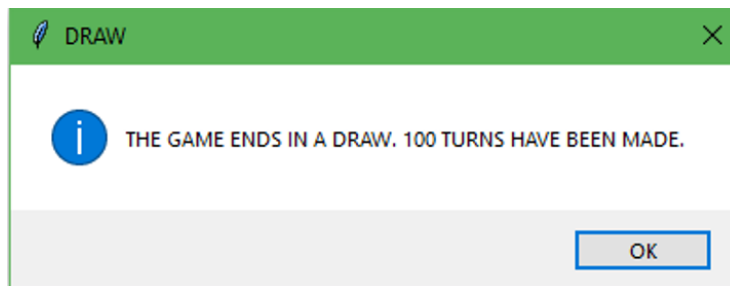 DRAW
THE GAME ENDS IN A DRAW. 100 TURNS HAVE BEEN MADE.
OK